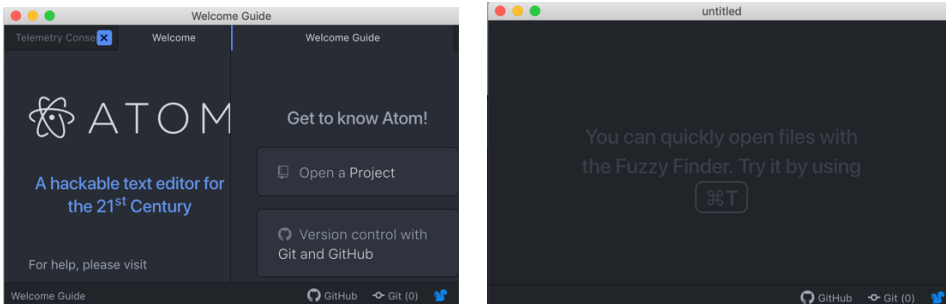 Welcome Guide
Telemetry Conse
Welcome
Welcome Guide
ATOM
A hackable text editor for
the 21st Century
For help, please visit
Get to know Atom!
Open a Project
Version control with
Git and GitHub
Welcome Guide
GitHub
Git (0)
untitled
You can quickly open files with
the Fuzzy Finder. Try it by using
⌘T
GitHub
Git (0)